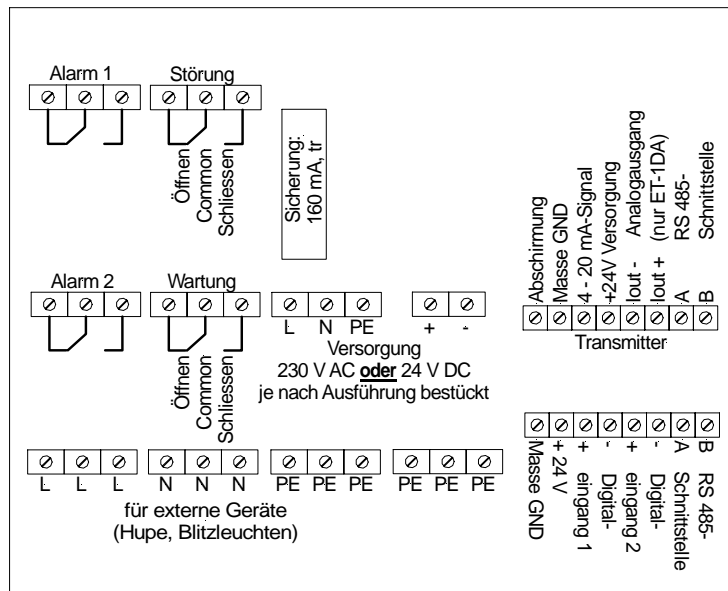 Alarm 1
Störung
Öffnen
Common
Schliessen
Sicherung:
160 mA, tr
Alarm 2
Wartung
Öffnen
Common
Schliessen
L N PE
+ -
Versorgung
230 V AC oder 24 V DC
je nach Ausführung bestückt
L L L
N N N
PE PE PE
PE PE PE
für externe Geräte
(Hupe, Blitzleuchten)
Abschirmung
Masse GND
4 - 20 mA-Signal
+24V Versorgung
Iout - Analogausgang
Iout + (nur ET-1DA)
A RS 485-
B Schnittstelle
Transmitter
Masse GND
+ 24 V
+ eingang 1
- Digital-
+ eingang 2
- Digital-
A Schnittstelle
B RS 485-